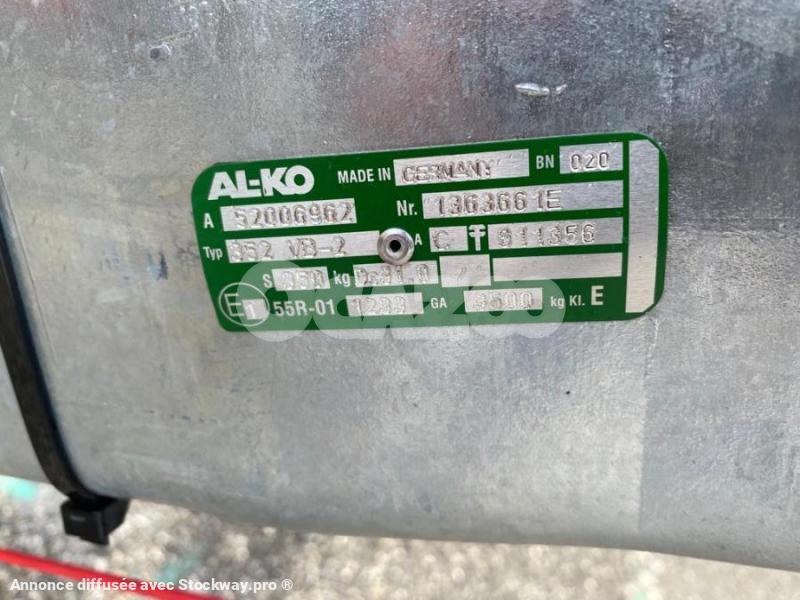 AL-KO MADE IN GERMANY BN 020
A 52006962 Nr. 1363661E
Typ 352 VB-2 A C 811356
S 350 kg
E1 55R-01 GA 3500 kg Kl. E
Annonce diffusée avec Stockway.pro ®